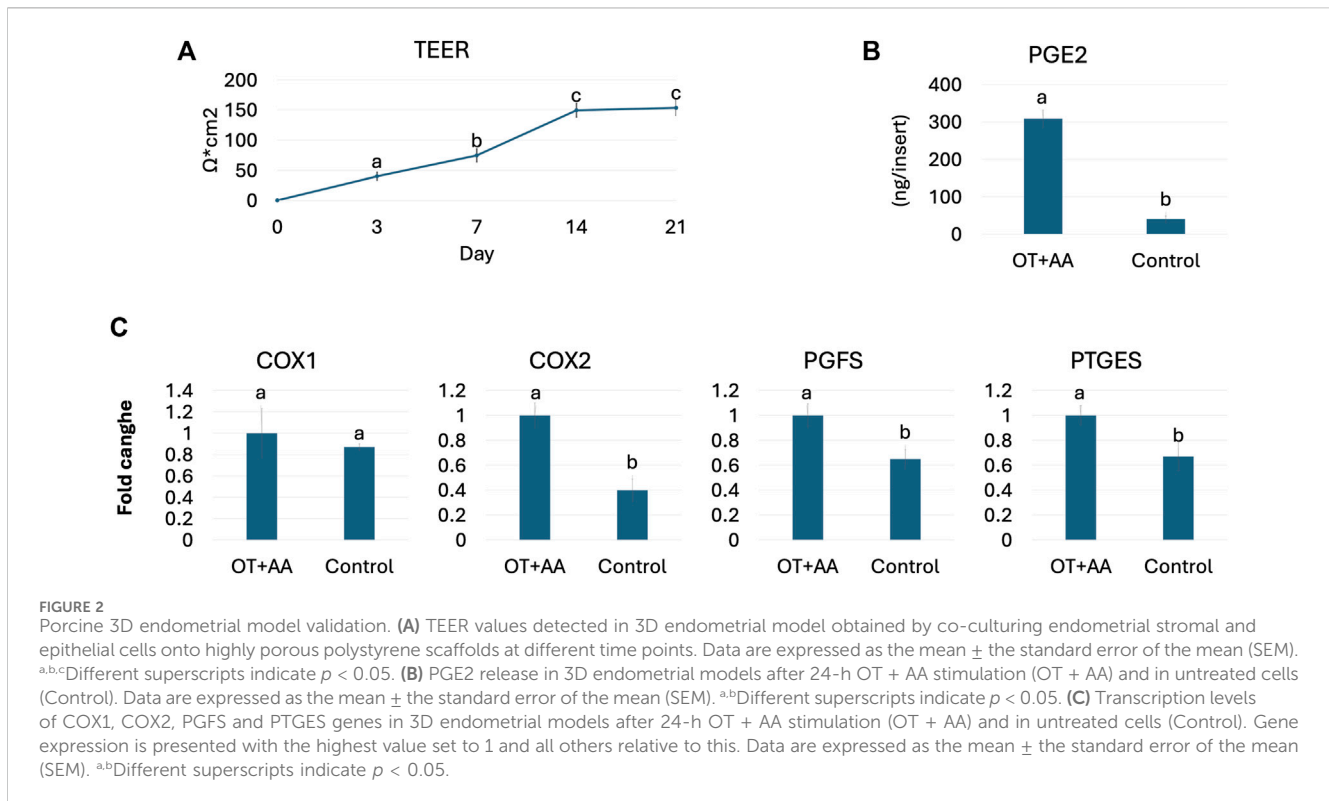 A
TEER
200
150
100
50
0
Ω*cm2
a
b
c
c
0 3 7 14 21
Day
B
PGE2
400
300
200
100
0
(ng/insert)
a
b
OT+AA Control
C
Fold canghe
COX1
1.4
1.2
1
0.8
0.6
0.4
0.2
0
a
a
OT+AA Control
COX2
1.2
1
0.8
0.6
0.4
0.2
0
a
b
OT+AA Control
PGFS
1.2
1
0.8
0.6
0.4
0.2
0
a
b
OT+AA Control
PTGES
1.2
1
0.8
0.6
0.4
0.2
0
a
b
OT+AA Control
FIGURE 2
Porcine 3D endometrial model validation. (A) TEER values detected in 3D endometrial model obtained by co-culturing endometrial stromal and
epithelial cells onto highly porous polystyrene scaffolds at different time points. Data are expressed as the mean ± the standard error of the mean (SEM).
a,b,cDifferent superscripts indicate p < 0.05. (B) PGE2 release in 3D endometrial models after 24-h OT + AA stimulation (OT + AA) and in untreated cells
(Control). Data are expressed as the mean ± the standard error of the mean (SEM). a,bDifferent superscripts indicate p < 0.05. (C) Transcription levels
of COX1, COX2, PGFS and PTGES genes in 3D endometrial models after 24-h OT + AA stimulation (OT + AA) and in untreated cells (Control). Gene
expression is presented with the highest value set to 1 and all others relative to this. Data are expressed as the mean ± the standard error of the mean
(SEM). a,bDifferent superscripts indicate p < 0.05.